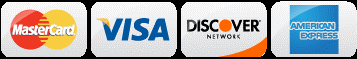 MasterCard
VISA
DISCOVER
NETWORK
AMERICAN
EXPRESS